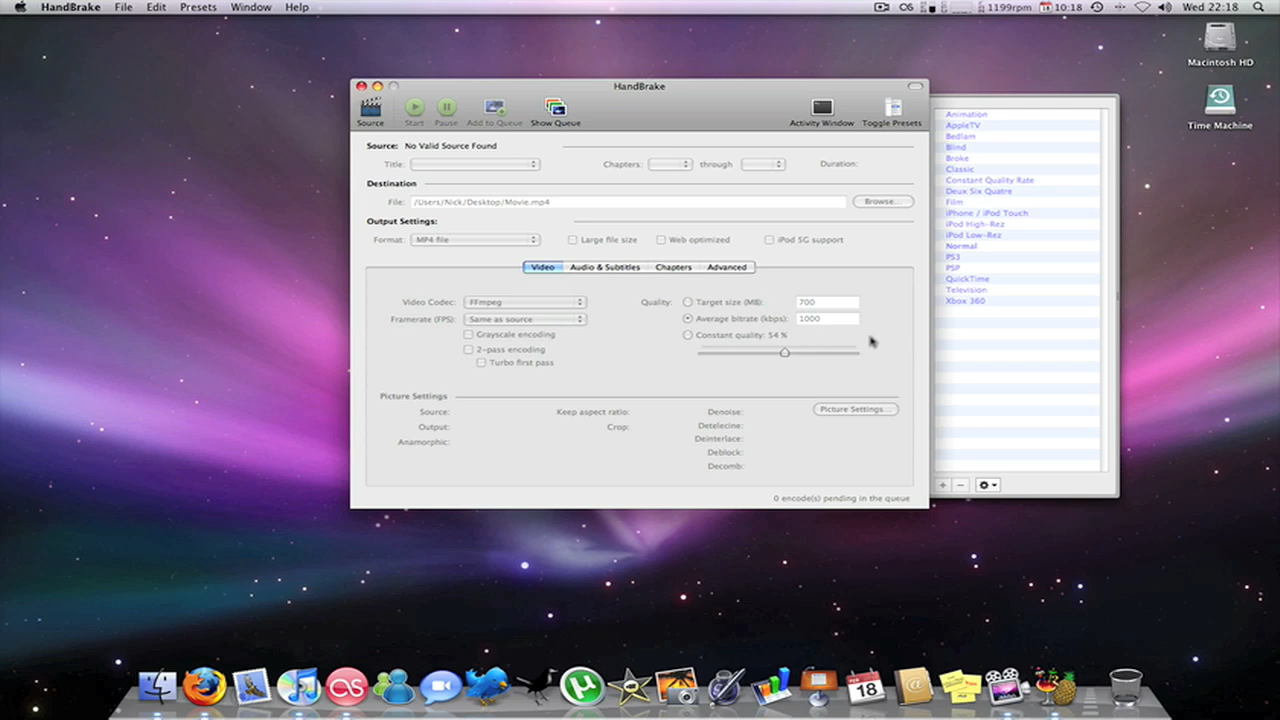 HandBrake File Edit Presets Window Help
1199rpm 10:18 Wed 22:18
Macintosh HD
Time Machine
HandBrake
Source Start Pause Add to Queue Show Queue Activity Window Toggle Presets
Source: No Valid Source Found
Title: Chapters: through Duration:
Destination
File: /Users/Nick/Desktop/Movie.mp4 Browse...
Output Settings:
Format: MP4 file Large file size Web optimized iPod 5G support
Video Audio & Subtitles Chapters Advanced
Video Codec: FFmpeg Quality: Target size (MB): 700
Framerate (FPS): Same as source Average bitrate (kbps): 1000
Grayscale encoding Constant quality: 54 %
2-pass encoding
Turbo first pass
Picture Settings Picture Settings...
Source: Keep aspect ratio: Denoise:
Output: Crop: Detelecine:
Anamorphic: Deinterlace:
Deblock:
Decomb:
0 encode(s) pending in the queue
Animation
AppleTV
Bedlam
Blind
Broke
Classic
Constant Quality Rate
Deux Six Quatre
Film
iPhone / iPod Touch
iPod High-Rez
iPod Low-Rez
Normal
PS3
PSP
QuickTime
Television
Xbox 360
18